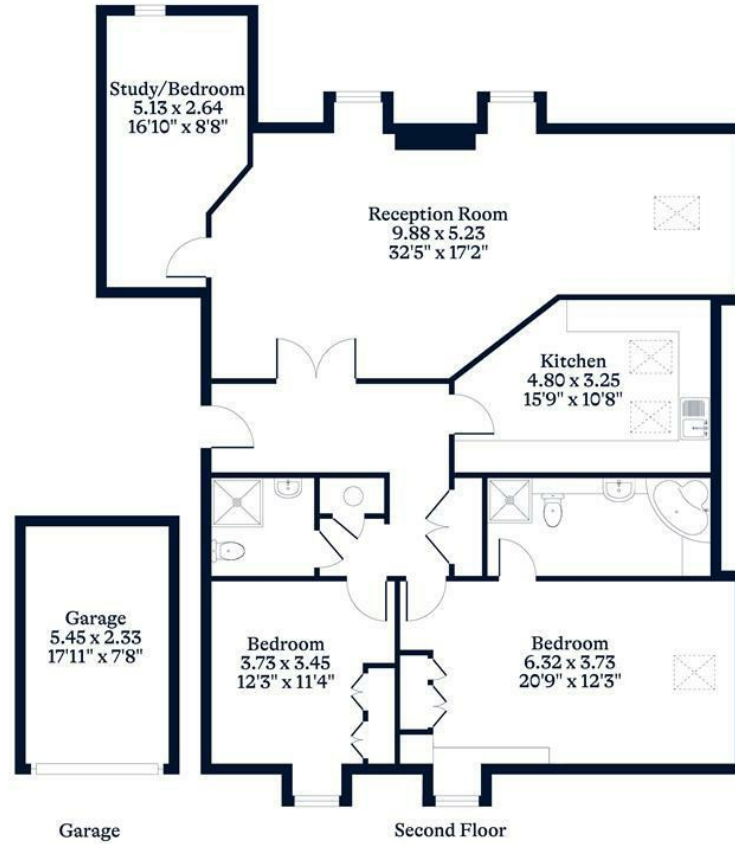 Study/Bedroom
5.13 x 2.64
16'10" x 8'8"
Reception Room
9.88 x 5.23
32'5" x 17'2"
Kitchen
4.80 x 3.25
15'9" x 10'8"
Garage
5.45 x 2.33
17'11" x 7'8"
Bedroom
3.73 x 3.45
12'3" x 11'4"
Bedroom
6.32 x 3.73
20'9" x 12'3"
Garage
Second Floor